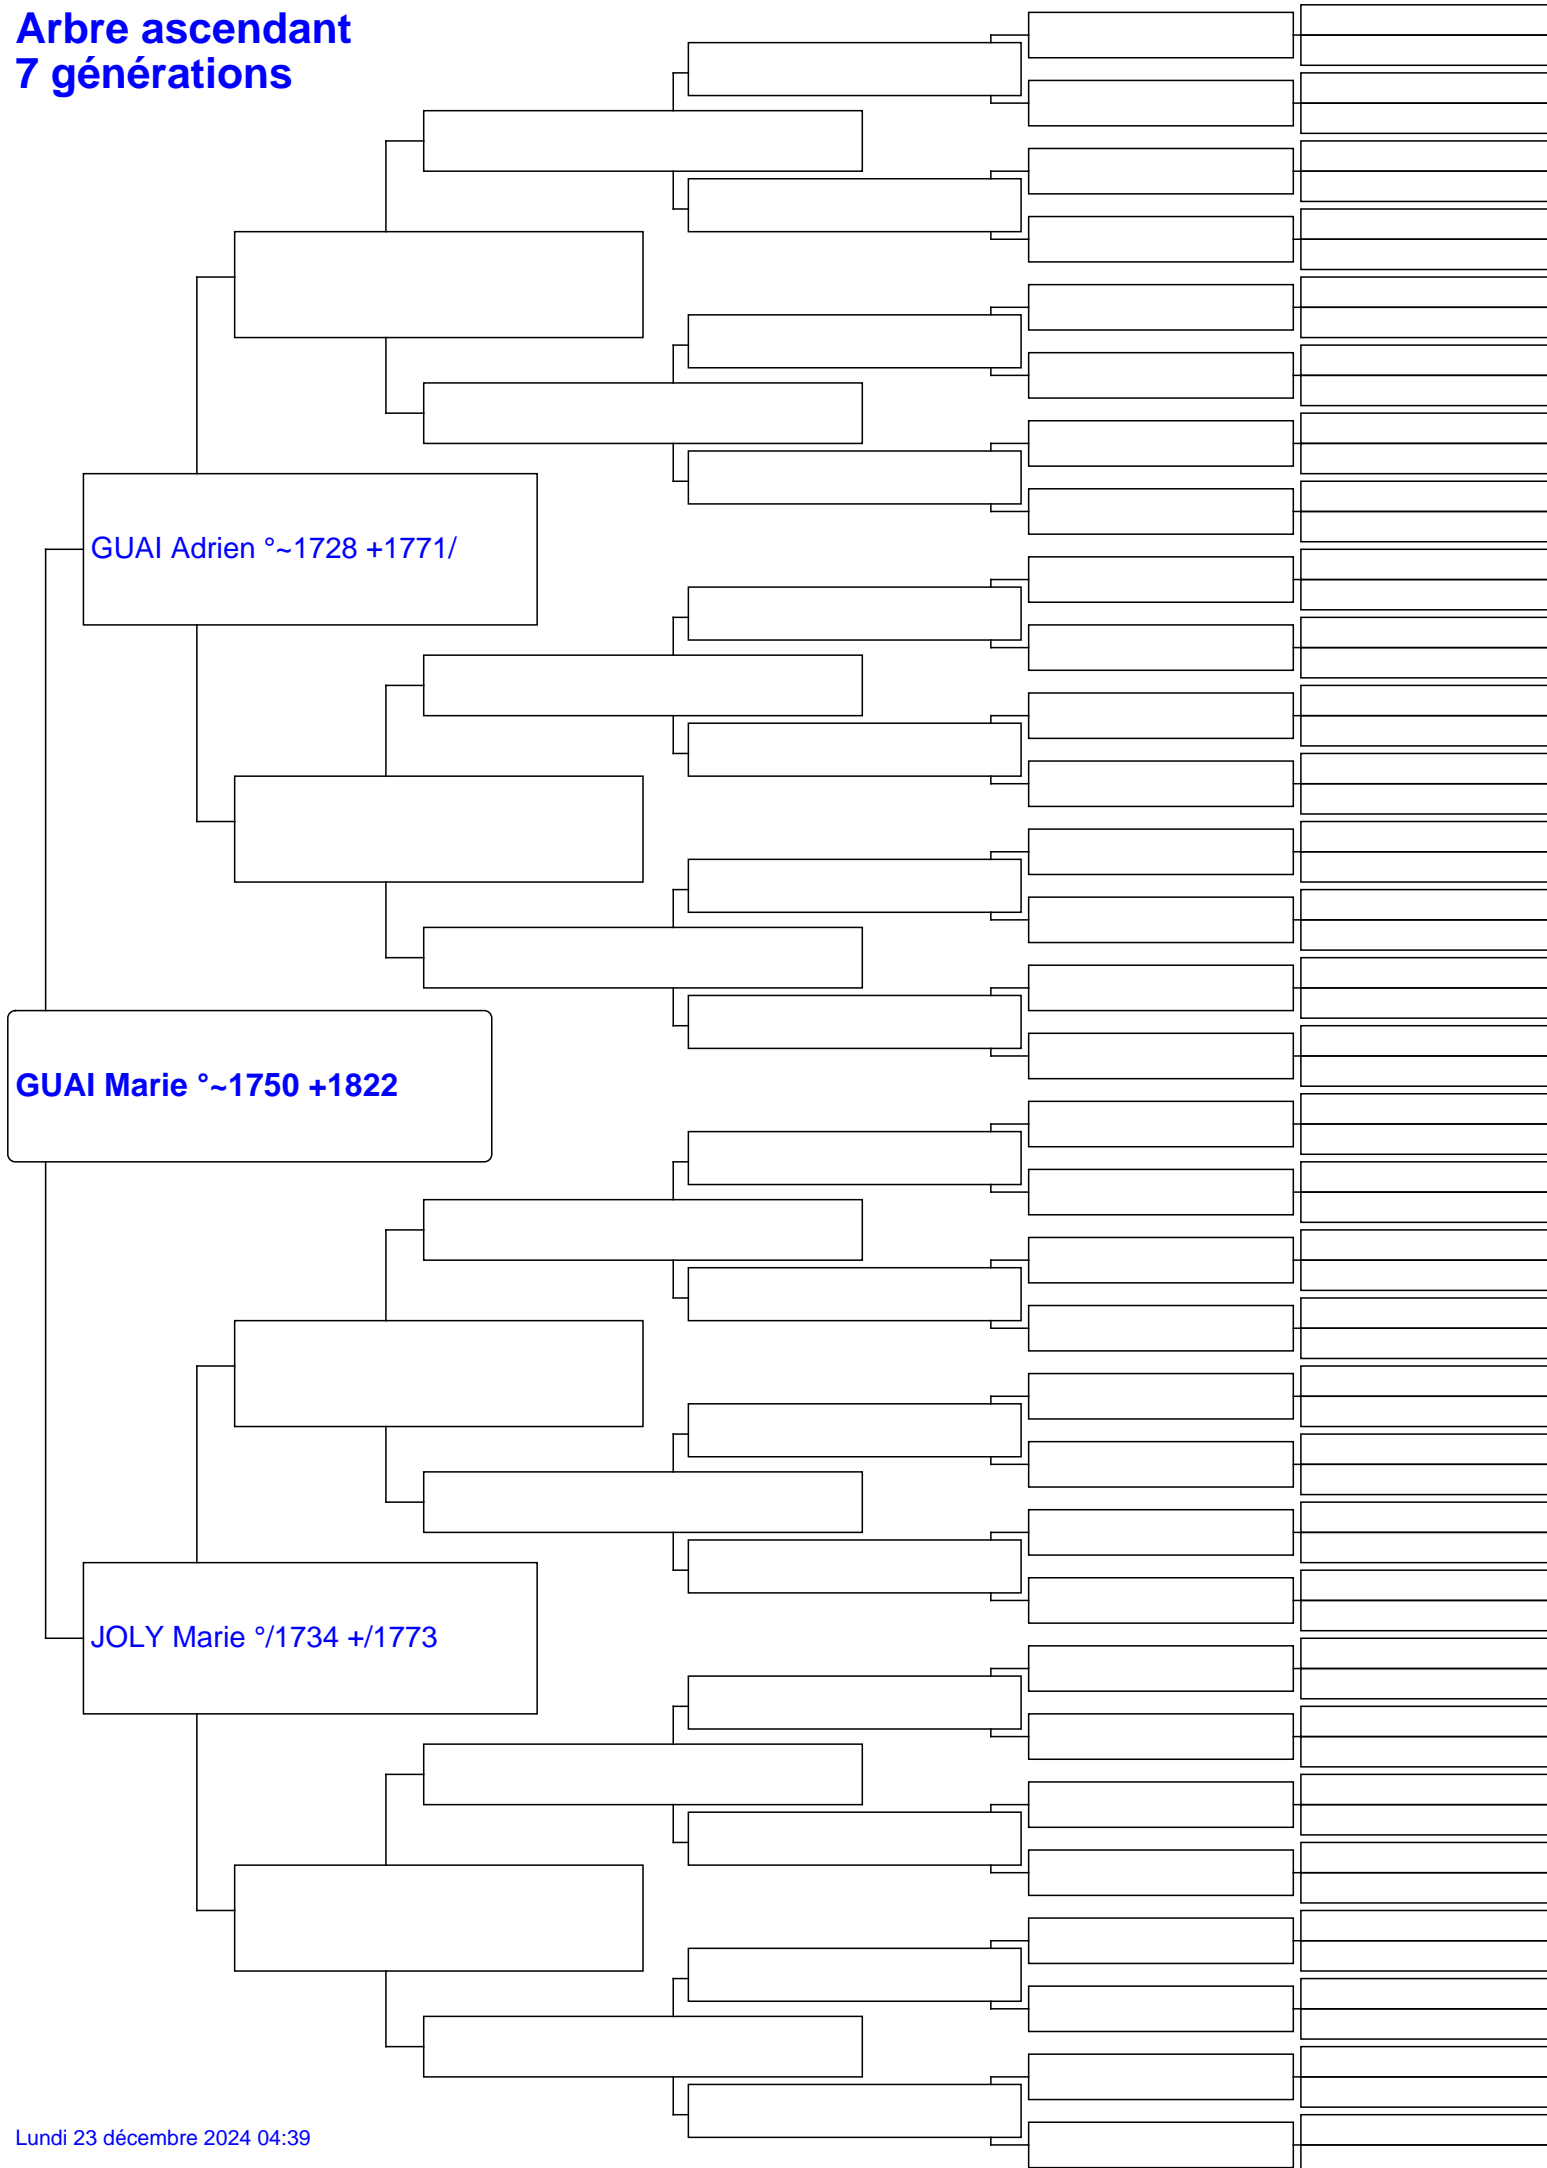 Arbre ascendant
7 générations
GUAI Adrien °~1728 +1771/
GUAI Marie °~1750 +1822
JOLY Marie °/1734 +/1773
Lundi 23 décembre 2024 04:39